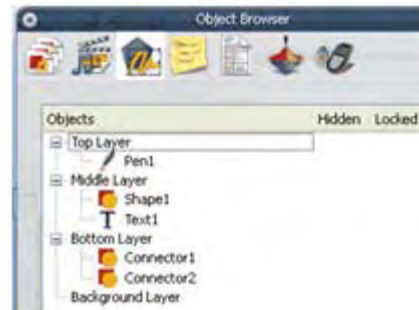 Object Browser
Objects Hidden Locked
Top Layer
Pen1
Middle Layer
Shape1
Text1
Bottom Layer
Connector1
Connector2
Background Layer